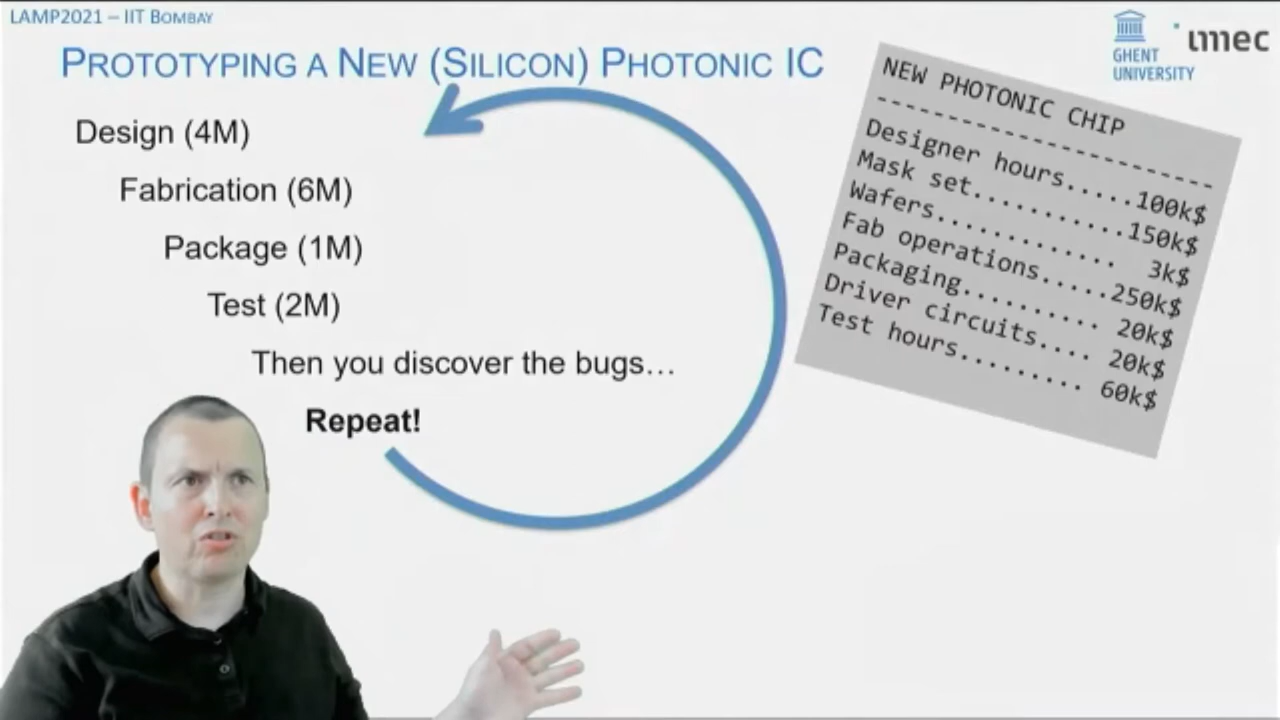 LAMP2021 – IIT BOMBAY
PROTOTYPING A NEW (SILICON) PHOTONIC IC
GHENT
UNIVERSITY
imec
Design (4M)
Fabrication (6M)
Package (1M)
Test (2M)
Then you discover the bugs…
Repeat!
NEW PHOTONIC CHIP
-------------------------
Designer hours.....100k$
Mask set...........150k$
Wafers.............. 3k$
Fab operations.....250k$
Packaging.......... 20k$
Driver circuits.... 20k$
Test hours......... 60k$